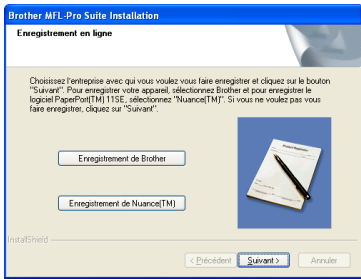 Brother MFL-Pro Suite Installation
Enregistrement en ligne
Choisissez l'entreprise avec qui vous voulez vous faire enregistrer et cliquez sur le bouton
"Suivant". Pour enregistrer votre appareil, sélectionnez Brother et pour enregistrer le
logiciel PaperPort(TM) 11SE, sélectionnez "Nuance(TM)". Si vous ne voulez pas vous
faire enregistrer, cliquez sur "Suivant".
Product Registration
Enregistrement de Brother
Enregistrement de Nuance(TM)
InstallShield
< Précédent
Suivant >
Annuler